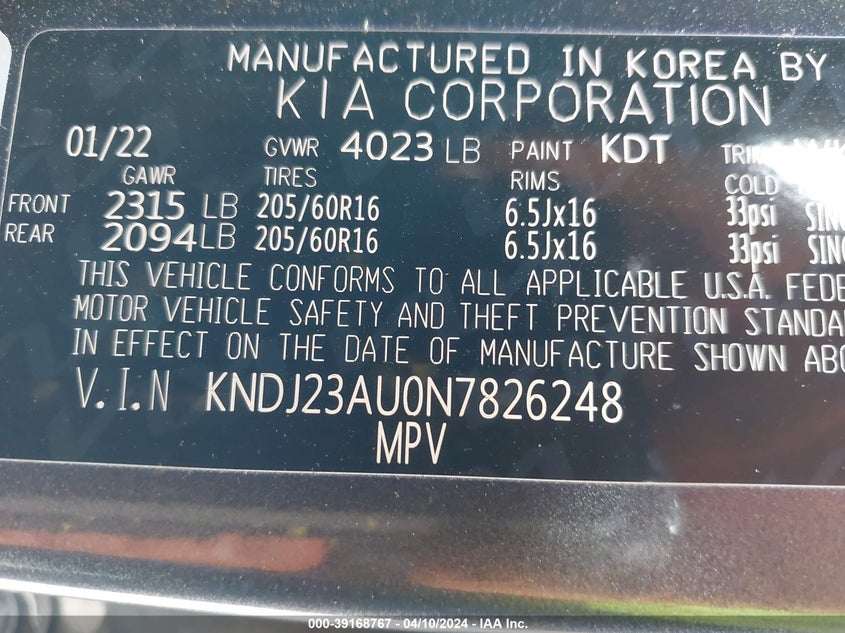 MANUFACTURED IN KOREA BY
KIA CORPORATION
01/22 GVWR 4023 LB PAINT KDT
GAWR TIRES RIMS COLD
FRONT 2315 LB 205/60R16 6.5Jx16 33psi
REAR 2094 LB 205/60R16 6.5Jx16 33psi
THIS VEHICLE CONFORMS TO ALL APPLICABLE U.S.A.
MOTOR VEHICLE SAFETY AND THEFT PREVENTION
IN EFFECT ON THE DATE OF MANUFACTURE SHOWN
V.I.N KNDJ23AU0N7826248
MPV
000-39168767 — 04/10/2024 — IAA Inc.